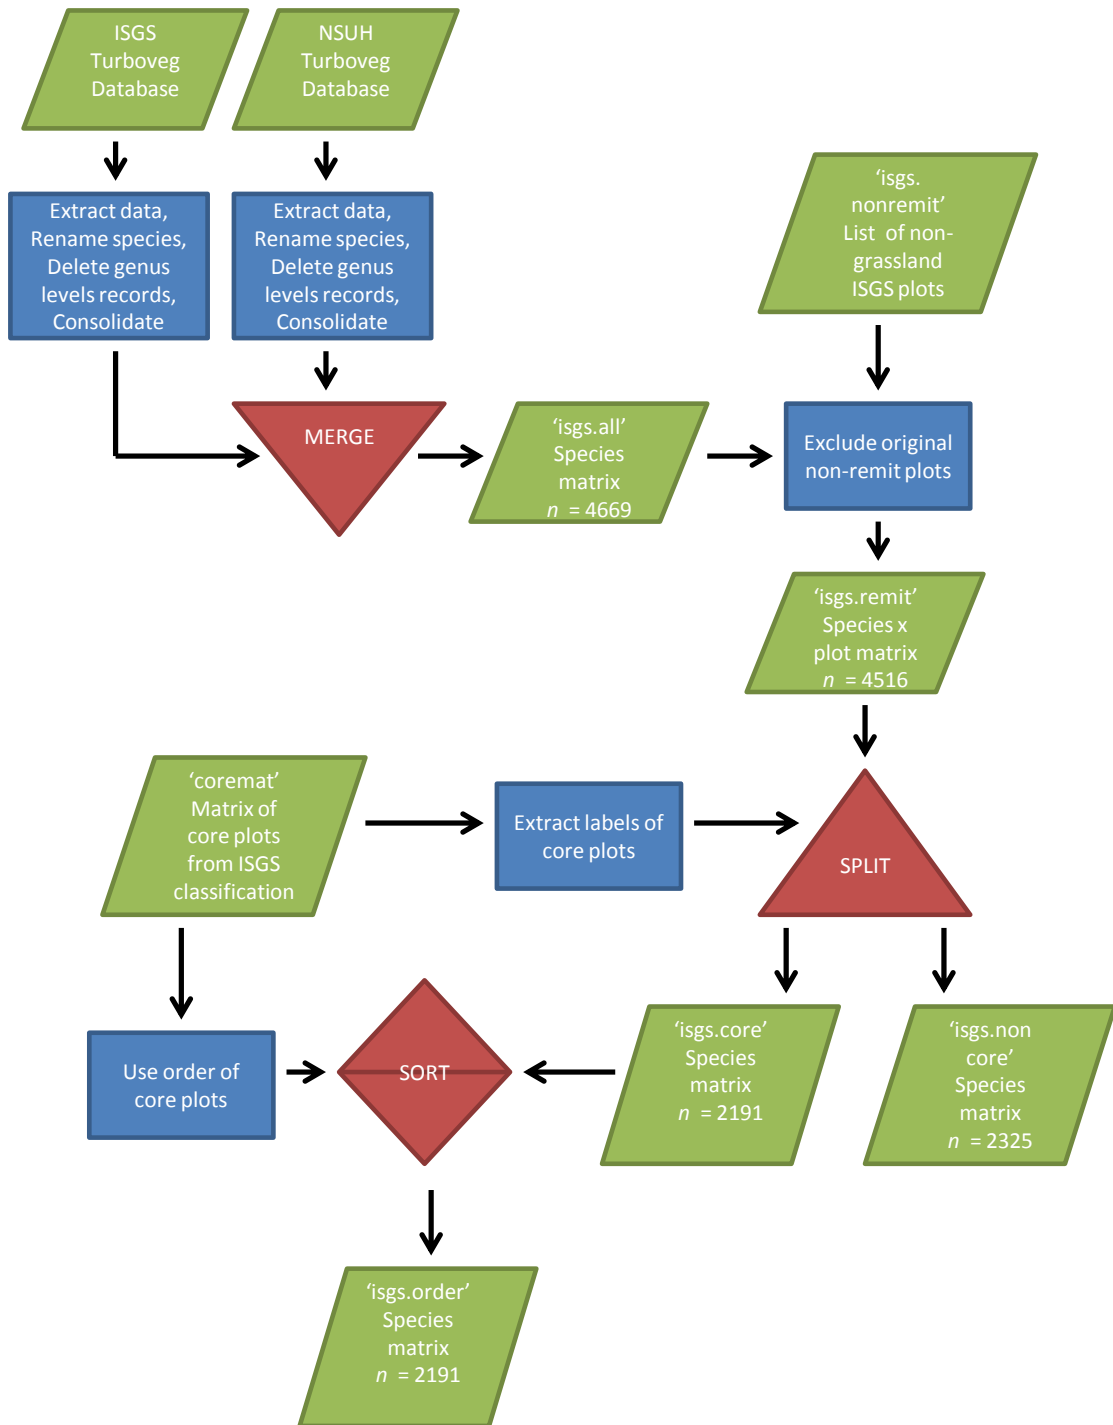 ISGS
Turboveg
Database
NSUH
Turboveg
Database
Extract data,
Rename species,
Delete genus
levels records,
Consolidate
Extract data,
Rename species,
Delete genus
levels records,
Consolidate
‘isgs.
nonremit’
List of non-
grassland
ISGS plots
MERGE
‘isgs.all’
Species
matrix
n = 4669
Exclude original
non-remit plots
‘isgs.remit’
Species x
plot matrix
n = 4516
‘coremat’
Matrix of
core plots
from ISGS
classification
Extract labels of
core plots
SPLIT
Use order of
core plots
SORT
‘isgs.core’
Species
matrix
n = 2191
‘isgs.non
core’
Species
matrix
n = 2325
‘isgs.order’
Species
matrix
n = 2191